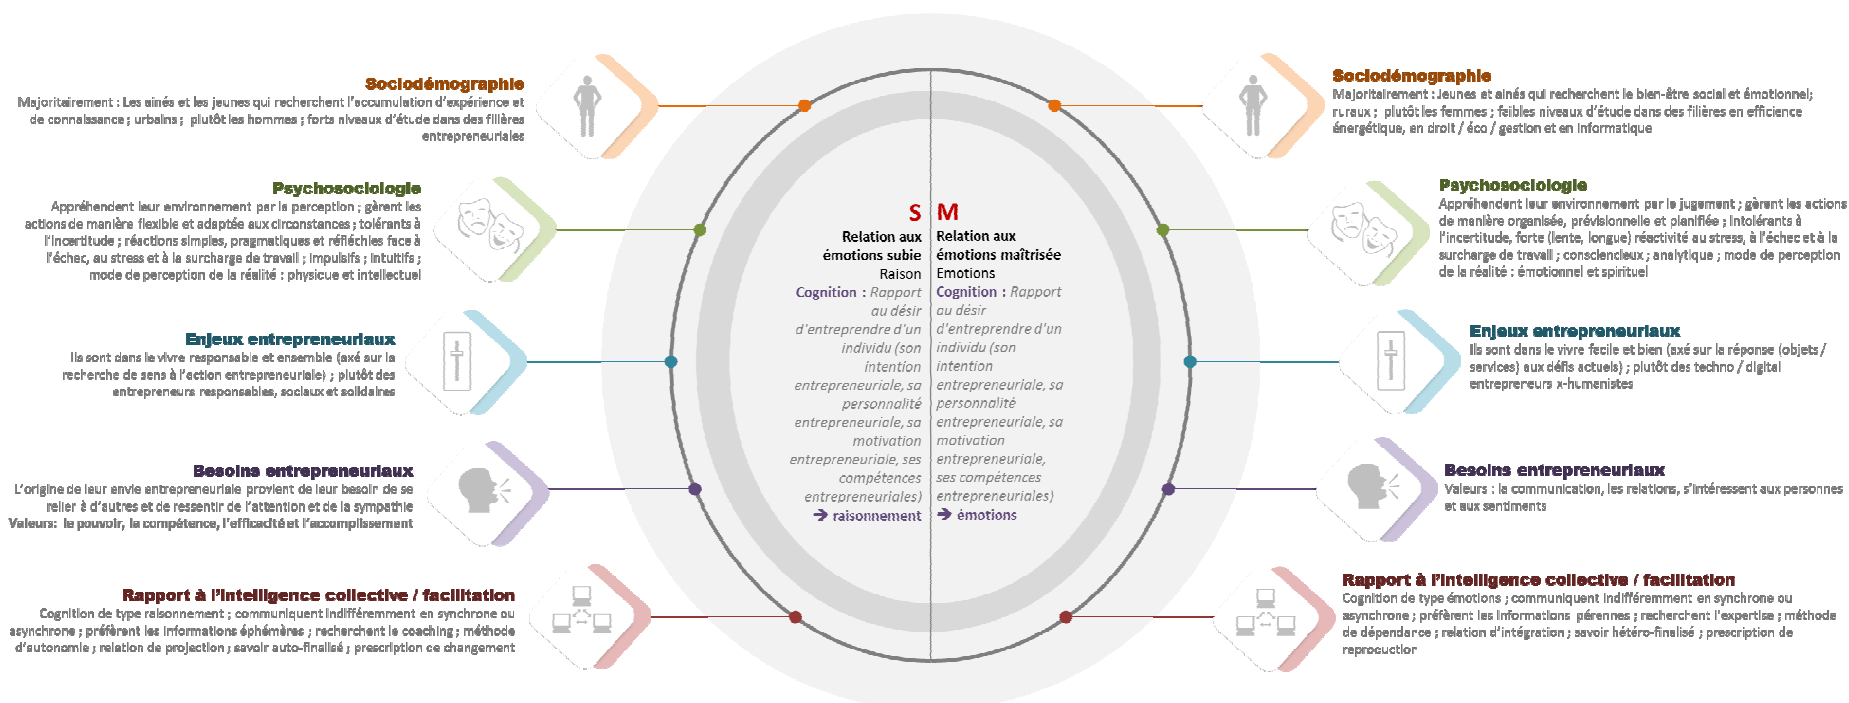 Sociodémographie
Majoritairement : Les ainés et les jeunes qui recherchent l'accumulation d'expérience et
de connaissance ; urbains ; plutôt les hommes ; forts niveaux d'étude dans des filières
entrepreneuriales
Psychosociologie
Appréhendent leur environnement par la perception ; gèrent les
actions de manière flexible et adaptée aux circonstances ; tolérants à
l'incertitude ; réactions simples, pragmatiques et réfléchies face à
l'échec, au stress et à la surcharge de travail ; impulsifs ; intuitifs ;
mode de perception de la réalité : physique et intellectuel
Enjeux entrepreneuriaux
Ils sont dans le vivre responsable et ensemble (axé sur la
recherche de sens à l'action entrepreneuriale) ; plutôt des
entrepreneurs responsables, sociaux et solidaires
Besoins entrepreneuriaux
L'origine de leur envie entrepreneuriale provient de leur besoin de se
relier à d'autres et de ressentir de l'attention et de la sympathie
Valeurs: le pouvoir, la compétence, l'efficacité et l'accomplissement
Rapport à l'intelligence collective / facilitation
Cognition de type raisonnement ; communiquent indifféremment en synchrone ou
asynchrone ; préfèrent les informations éphémères ; recherchent le coaching ; méthode
d'autonomie ; relation de projection ; savoir auto-finalisé ; prescription de changement
S
Relation aux
émotions subie
Raison
Cognition : Rapport
au désir
d'entreprendre d'un
individu (son
intention
entrepreneuriale, sa
personnalité
entrepreneuriale, sa
motivation
entrepreneuriale, ses
compétences
entrepreneuriales)
➔ raisonnement
M
Relation aux
émotions maîtrisée
Emotions
Cognition : Rapport
au désir
d'entreprendre d'un
individu (son
intention
entrepreneuriale, sa
personnalité
entrepreneuriale, sa
motivation
entrepreneuriale,
ses compétences
entrepreneuriales)
➔ émotions
Sociodémographie
Majoritairement : Jeunes et ainés qui recherchent le bien-être social et émotionnel;
ruraux ; plutôt les femmes ; faibles niveaux d'étude dans des filières en efficience
énergétique, en droit / éco / gestion et en informatique
Psychosociologie
Appréhendent leur environnement par le jugement ; gèrent les actions
de manière organisée, prévisionnelle et planifiée ; intolérants à
l'incertitude, forte (lente, longue) réactivité au stress, à l'échec et à la
surcharge de travail ; consciencieux ; analytique ; mode de perception
de la réalité : émotionnel et spirituel
Enjeux entrepreneuriaux
Ils sont dans le vivre facile et bien (axé sur la réponse (objets /
services) aux défis actuels) ; plutôt des techno / digital
entrepreneurs x-humanistes
Besoins entrepreneuriaux
Valeurs : la communication, les relations, s'intéressent aux personnes
et aux sentiments
Rapport à l'intelligence collective / facilitation
Cognition de type émotions ; communiquent indifféremment en synchrone ou
asynchrone ; préfèrent les informations pérennes ; recherchent l'expertise ; méthode
de dépendance ; relation d'intégration ; savoir hétéro-finalisé ; prescription de
reproduction